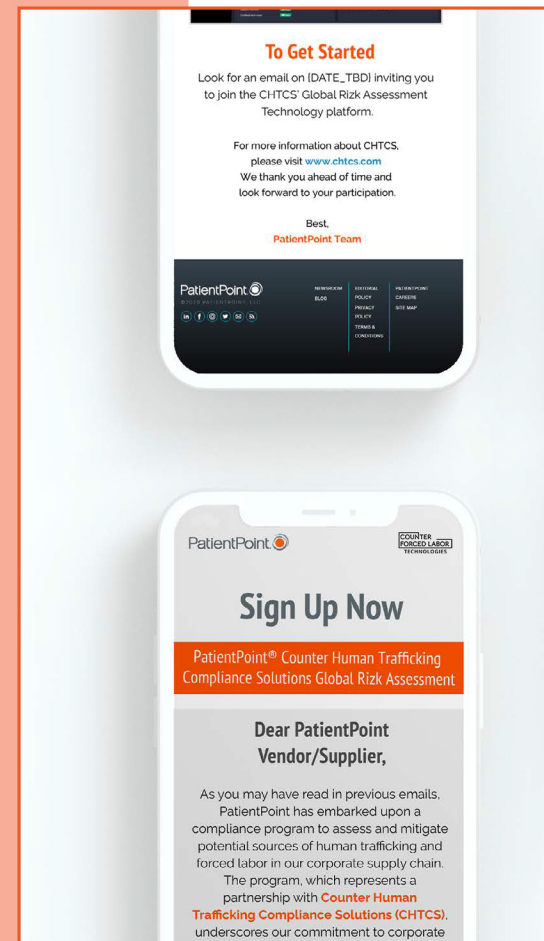 To Get Started
Look for an email on {DATE_TBD} inviting you
to join the CHTCS' Global Rizk Assessment
Technology platform.
For more information about CHTCS,
please visit www.chtcs.com
We thank you ahead of time and
look forward to your participation.
Best,
PatientPoint Team
PatientPoint
NEWSROOM
BLOG
EDITORIAL
POLICY
PRIVACY
POLICY
TERMS &
CONDITIONS
PATIENTPOINT
CAREERS
SITE MAP
PatientPoint
COUNTER
FORCED LABOR
TECHNOLOGIES
Sign Up Now
PatientPoint® Counter Human Trafficking
Compliance Solutions Global Rizk Assessment
Dear PatientPoint
Vendor/Supplier,
As you may have read in previous emails,
PatientPoint has embarked upon a
compliance program to assess and mitigate
potential sources of human trafficking and
forced labor in our corporate supply chain.
The program, which represents a
partnership with Counter Human
Trafficking Compliance Solutions (CHTCS),
underscores our commitment to corporate